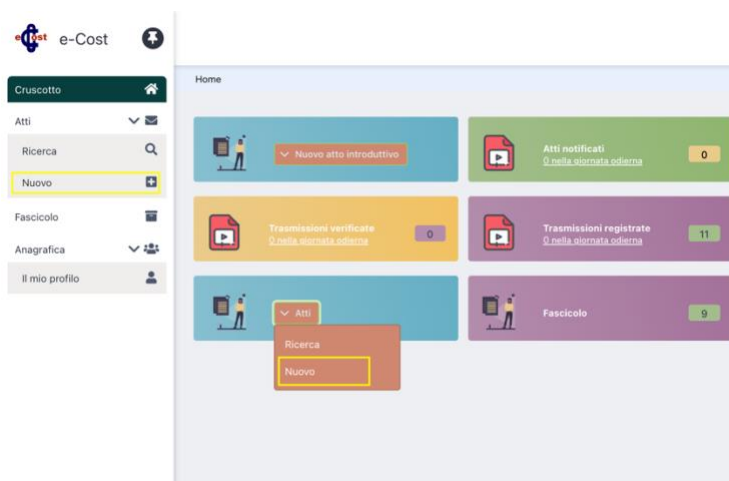 e-Cost
e-Cost
Cruscotto
Atti
Ricerca
Nuovo
Fascicolo
Anagrafica
Il mio profilo
Home
Nuovo atto introduttivo
Atti notificati
0 nella giornata odierna
0
Trasmissioni verificate
0 nella giornata odierna
0
Trasmissioni registrate
0 nella giornata odierna
11
Atti
Ricerca
Nuovo
Fascicolo
9